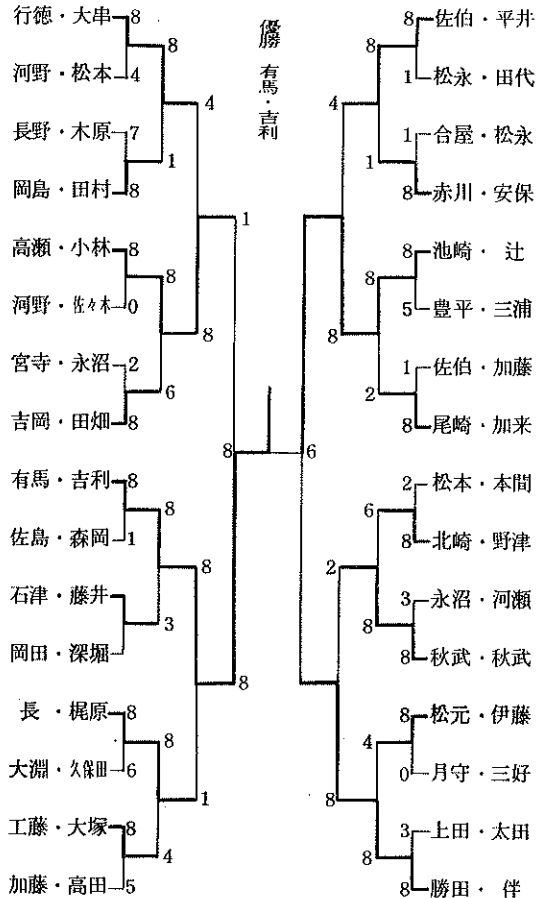 優勝 有馬・吉利
行徳・大串 8
河野・松本 4
長野・木原 7
岡島・田村 8
高瀬・小林 8
河野・佐々木 0
宮寺・永沼 2
吉岡・田畑 8
有馬・吉利 8
佐島・森岡 1
石津・藤井
岡田・深堀
長・梶原 8
大淵・久保田 6
工藤・大塚 8
加藤・高田 5
8
1
8
6
8
3
8
4
4
8
8
1
1
8
8
6
8 佐伯・平井
1 松永・田代
1 合屋・松永
8 赤川・安保
8 池崎・辻
5 豊平・三浦
1 佐伯・加藤
8 尾崎・加来
2 松本・本間
8 北崎・野津
3 永沼・河瀬
8 秋武・秋武
8 松元・伊藤
0 月守・三好
3 上田・太田
8 勝田・伴
8
1
8
2
6
8
4
8
4
8
2
8